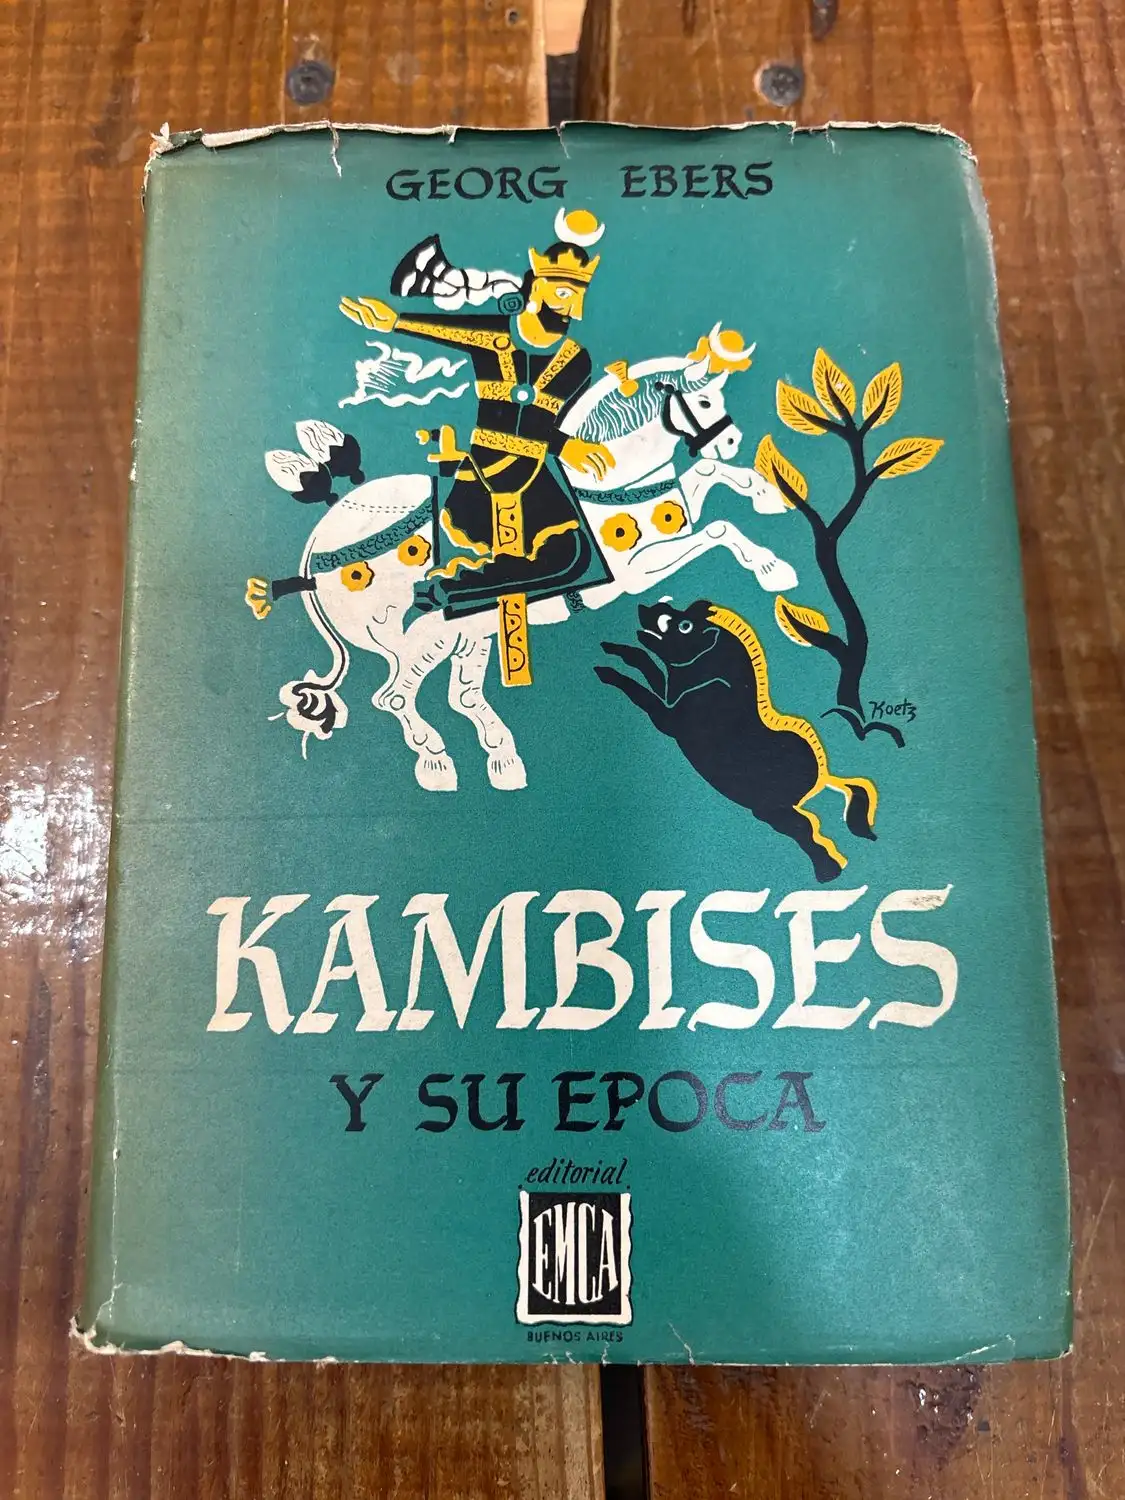 GEORG EBERS
Koetz
KAMBISES
Y SU EPOCA
editorial
EMCA
BUENOS AIRES